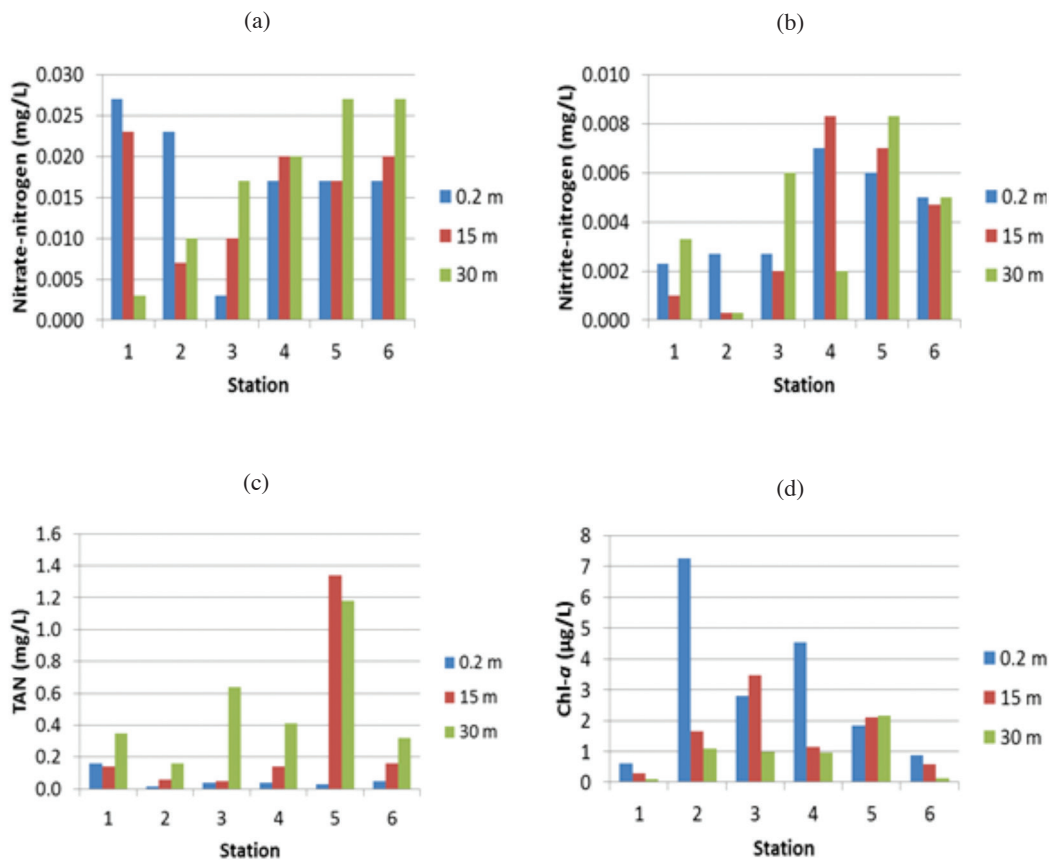 (a)
Nitrate-nitrogen (mg/L)
0.030
0.025
0.020
0.015
0.010
0.005
0.000
1 2 3 4 5 6
Station
0.2 m
15 m
30 m
(b)
Nitrite-nitrogen (mg/L)
0.010
0.008
0.006
0.004
0.002
0.000
1 2 3 4 5 6
Station
0.2 m
15 m
30 m
(c)
TAN (mg/L)
1.6
1.4
1.2
1.0
0.8
0.6
0.4
0.2
0.0
1 2 3 4 5 6
Station
0.2 m
15 m
30 m
(d)
Chl-a (µg/L)
8
7
6
5
4
3
2
1
0
1 2 3 4 5 6
Station
0.2 m
15 m
30 m